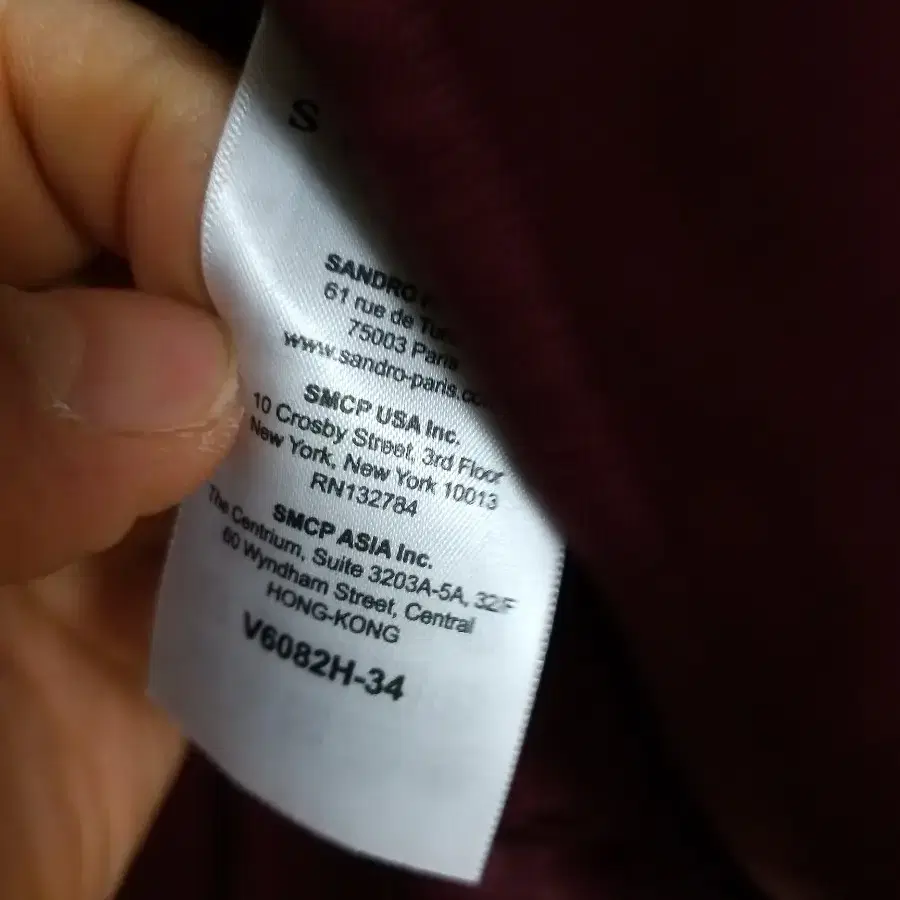 S
SANDRO
61 rue de
75003 Paris
www.sandro-paris.co
SMCP USA Inc.
10 Crosby Street, 3rd Floor
New York, New York 10013
RN132784
SMCP ASIA Inc.
The Centrium, Suite 3203A-5A, 32/F
60 Wyndham Street, Central
HONG-KONG
V6082H-34